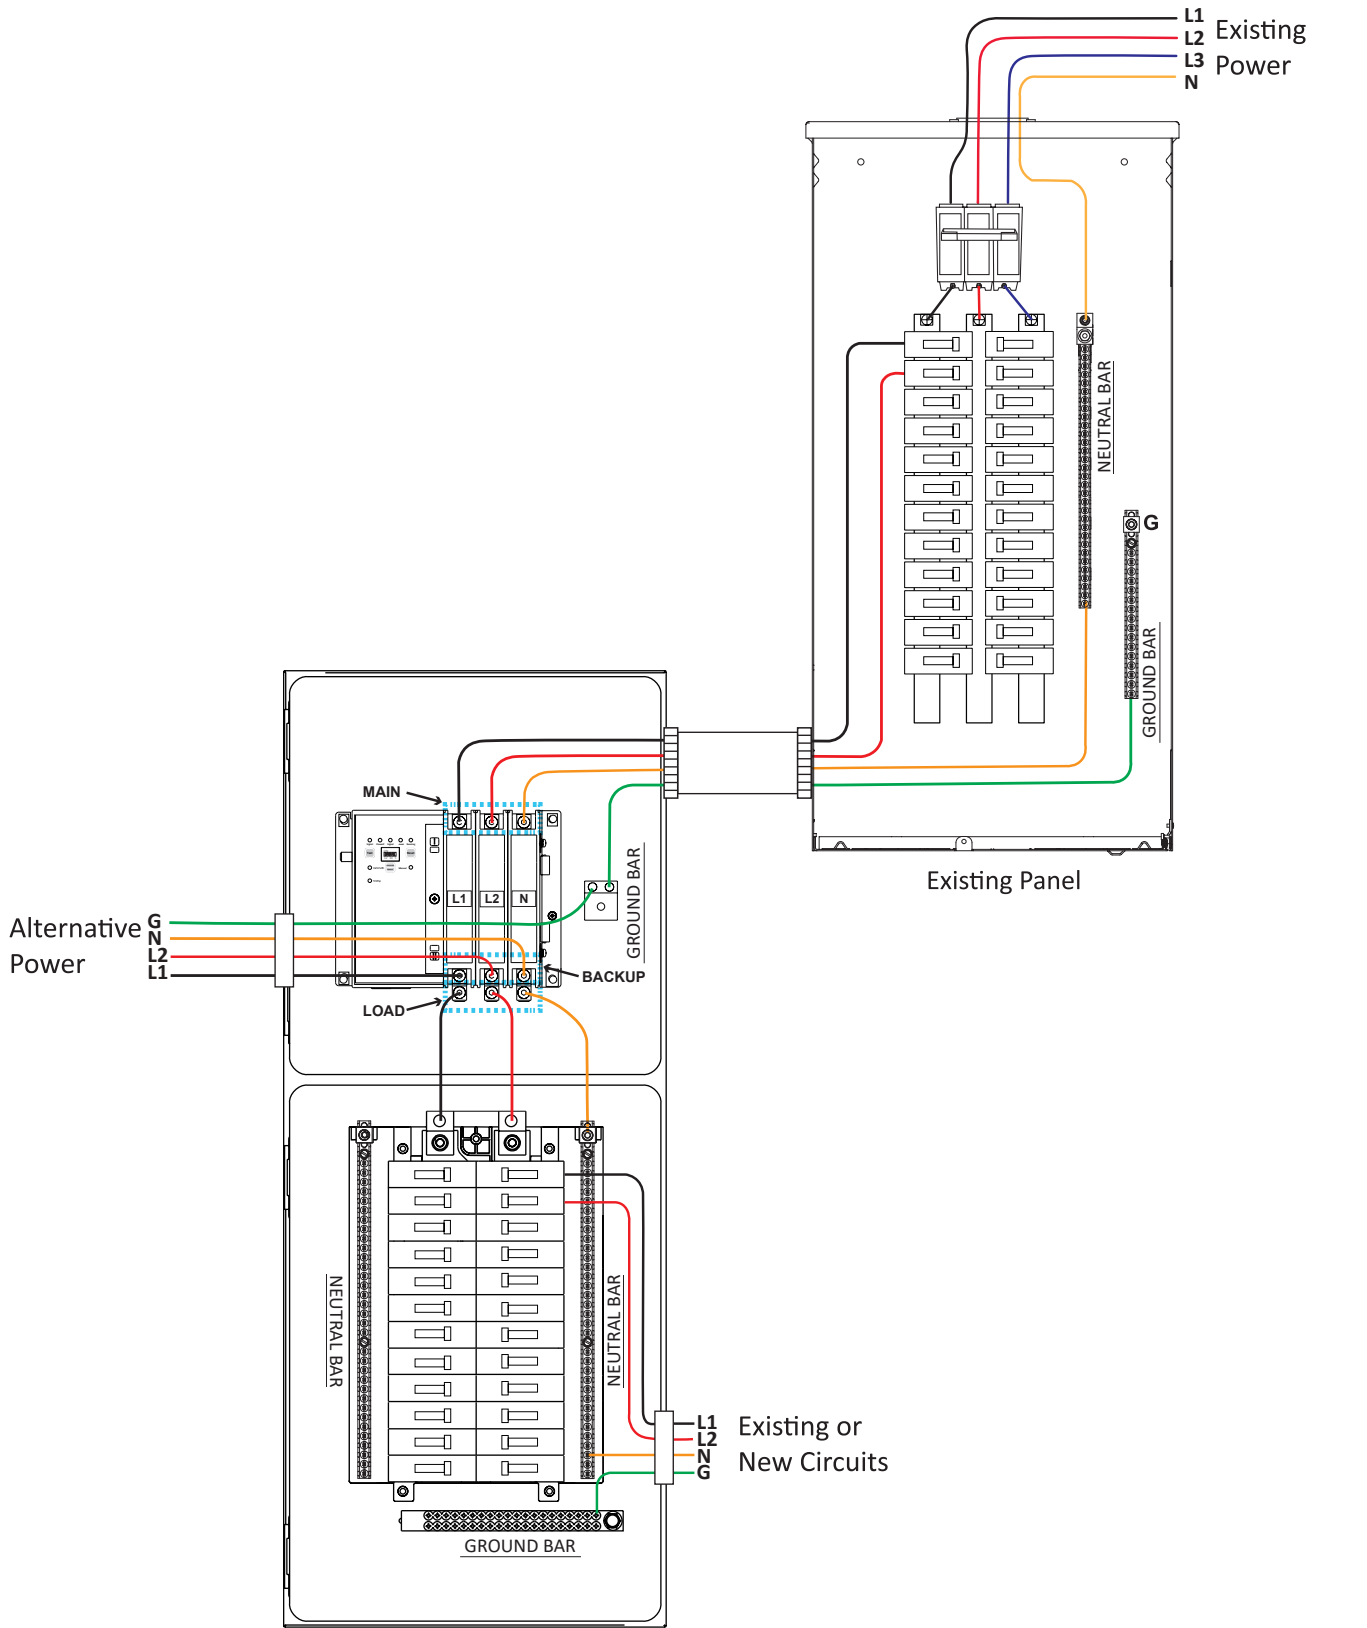 L1
L2
L3
N
Existing
Power
NEUTRAL BAR
G
GROUND BAR
Existing Panel
MAIN
L1
L2
N
GROUND BAR
Alternative
Power
G
N
L2
L1
BACKUP
LOAD
NEUTRAL BAR
NEUTRAL BAR
L1
L2
N
G
Existing or
New Circuits
GROUND BAR